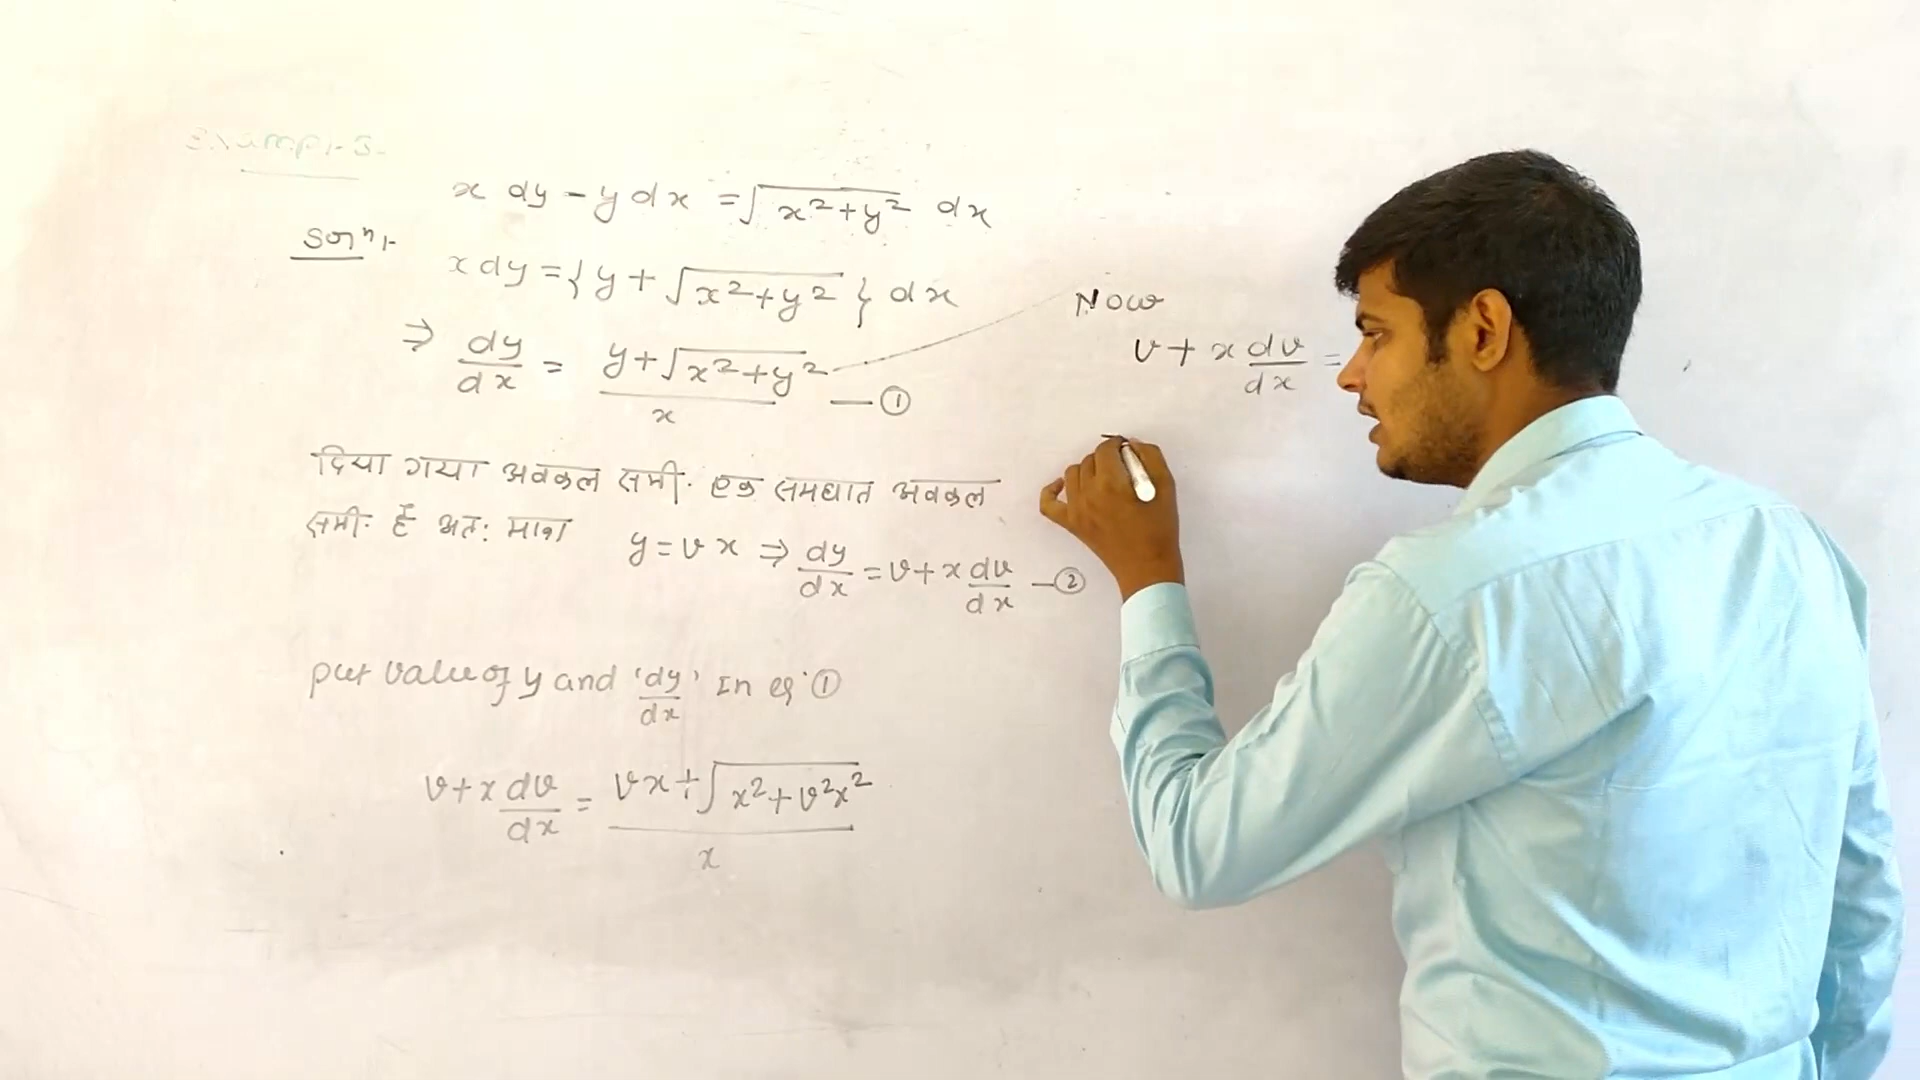 x dy - y dx = √x²+y² dx
Solⁿ:-
x dy = { y + √x²+y² } dx
⇒ dy/dx = y+√x²+y² / x — ①
दिया गया अवकल समी. एक समघात अवकल
समी. है अत: माना y = vx ⇒ dy/dx = v + x dv/dx — ②
put value of y and 'dy/dx' In eq. ①
v + x dv/dx = vx + √x²+v²x² / x
Now
v + x dv/dx =